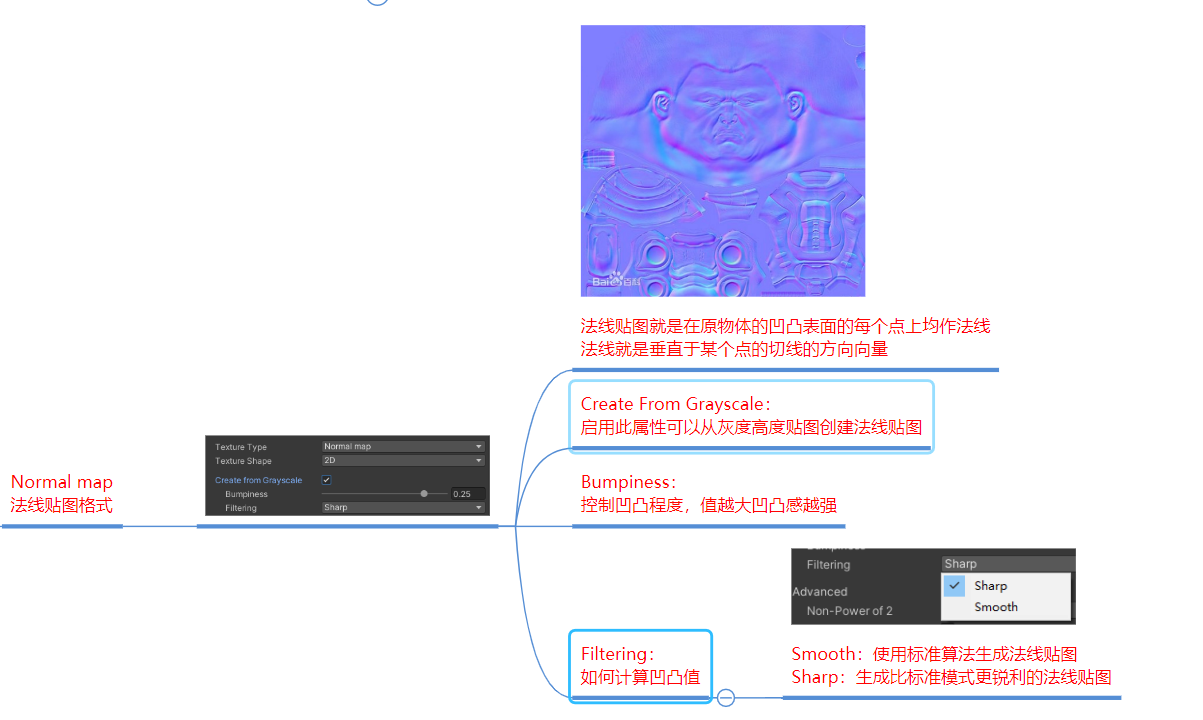 Baidu百科
法线贴图就是在原物体的凹凸表面的每个点上均作法线
法线就是垂直于某个点的切线的方向向量
Create From Grayscale：
启用此属性可以从灰度高度贴图创建法线贴图
Normal map
法线贴图格式
Texture Type Normal map
Texture Shape 2D
Create from Grayscale
Bumpiness 0.25
Filtering Sharp
Bumpiness：
控制凹凸程度，值越大凹凸感越强
Filtering：
如何计算凹凸值
Bumpiness
Filtering Sharp
Sharp
Advanced
Smooth
Non-Power of 2
Smooth：使用标准算法生成法线贴图
Sharp：生成比标准模式更锐利的法线贴图